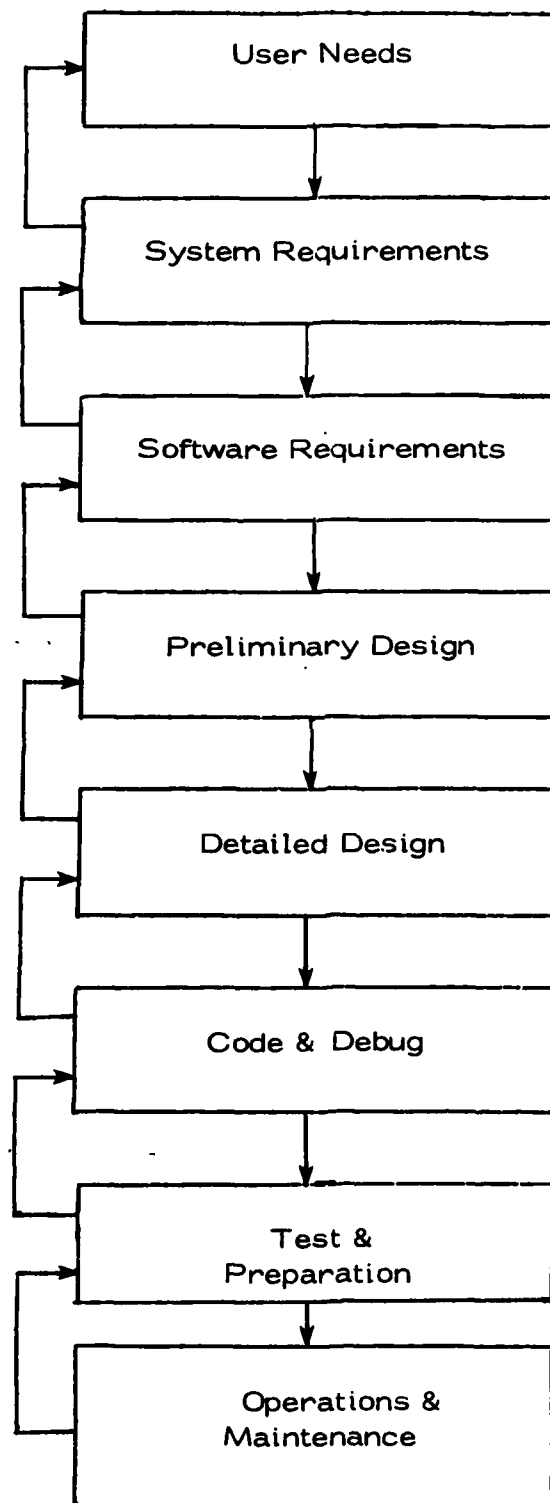 User Needs
System Requirements
Software Requirements
Preliminary Design
Detailed Design
Code & Debug
Test &
Preparation
Operations &
Maintenance